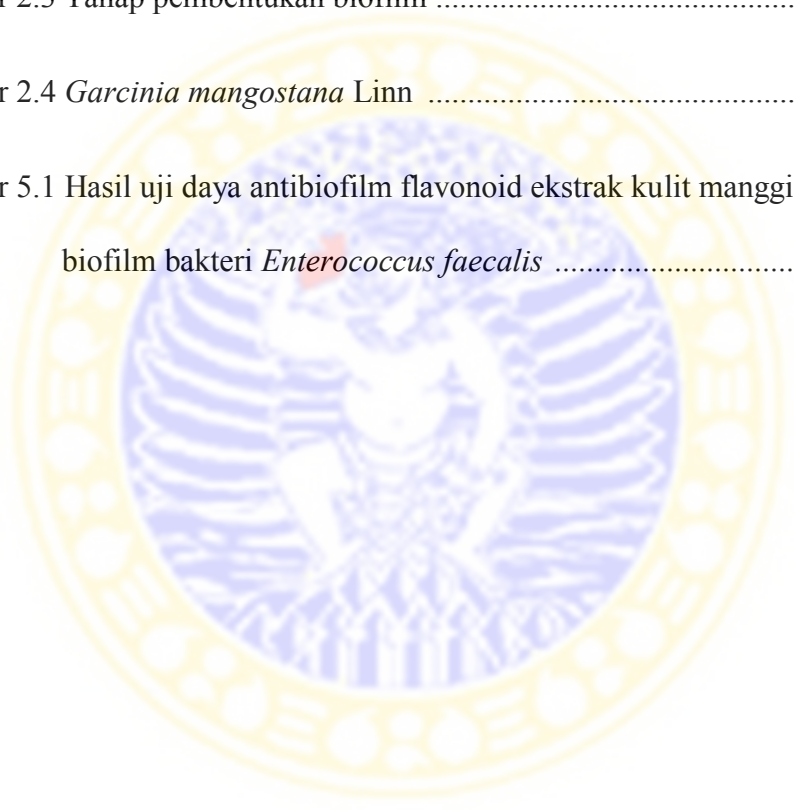 r 2.3 Tahap pembentukan biofilm ............................................
r 2.4 Garcinia mangostana Linn ..............................................
r 5.1 Hasil uji daya antibiofilm flavonoid ekstrak kulit manggi
biofilm bakteri Enterococcus faecalis ..............................